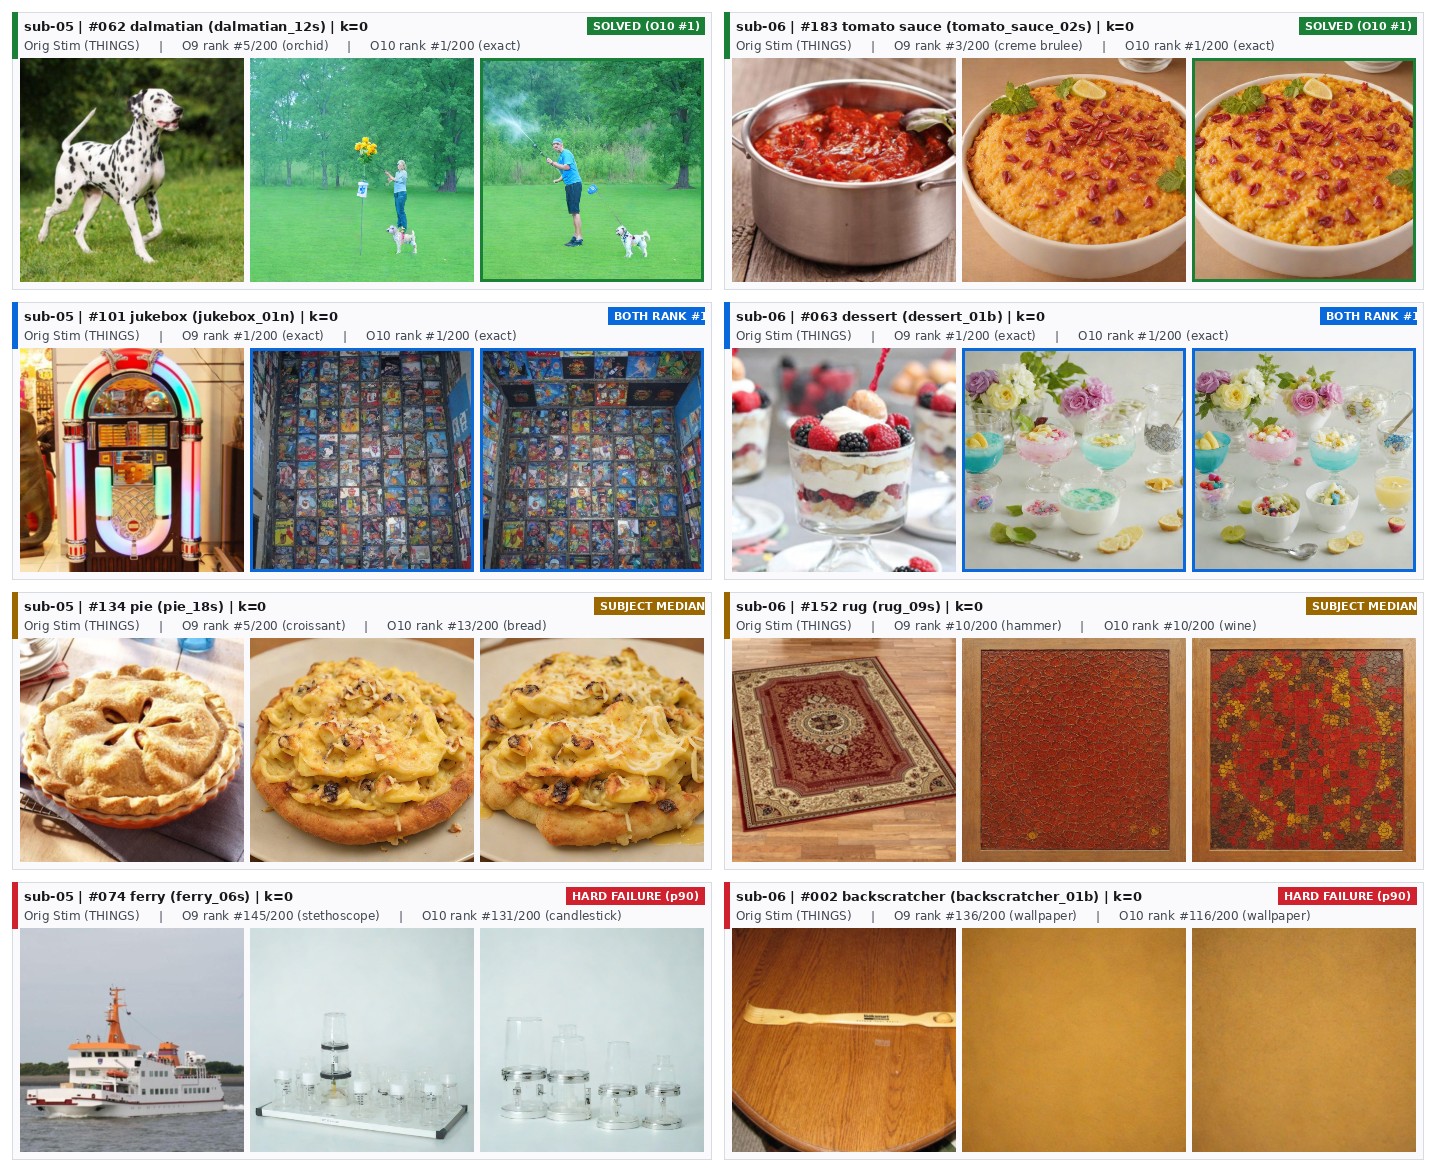 sub-05 | #062 dalmatian (dalmatian_12s) | k=0
SOLVED (O10 #1)
Orig Stim (THINGS) | O9 rank #5/200 (orchid) | O10 rank #1/200 (exact)
sub-06 | #183 tomato sauce (tomato_sauce_02s) | k=0
SOLVED (O10 #1)
Orig Stim (THINGS) | O9 rank #3/200 (creme brulee) | O10 rank #1/200 (exact)
sub-05 | #101 jukebox (jukebox_01n) | k=0
BOTH RANK #1
Orig Stim (THINGS) | O9 rank #1/200 (exact) | O10 rank #1/200 (exact)
sub-06 | #063 dessert (dessert_01b) | k=0
BOTH RANK #1
Orig Stim (THINGS) | O9 rank #1/200 (exact) | O10 rank #1/200 (exact)
sub-05 | #134 pie (pie_18s) | k=0
SUBJECT MEDIAN
Orig Stim (THINGS) | O9 rank #5/200 (croissant) | O10 rank #13/200 (bread)
sub-06 | #152 rug (rug_09s) | k=0
SUBJECT MEDIAN
Orig Stim (THINGS) | O9 rank #10/200 (hammer) | O10 rank #10/200 (wine)
sub-05 | #074 ferry (ferry_06s) | k=0
HARD FAILURE (p90)
Orig Stim (THINGS) | O9 rank #145/200 (stethoscope) | O10 rank #131/200 (candlestick)
sub-06 | #002 backscratcher (backscratcher_01b) | k=0
HARD FAILURE (p90)
Orig Stim (THINGS) | O9 rank #136/200 (wallpaper) | O10 rank #116/200 (wallpaper)